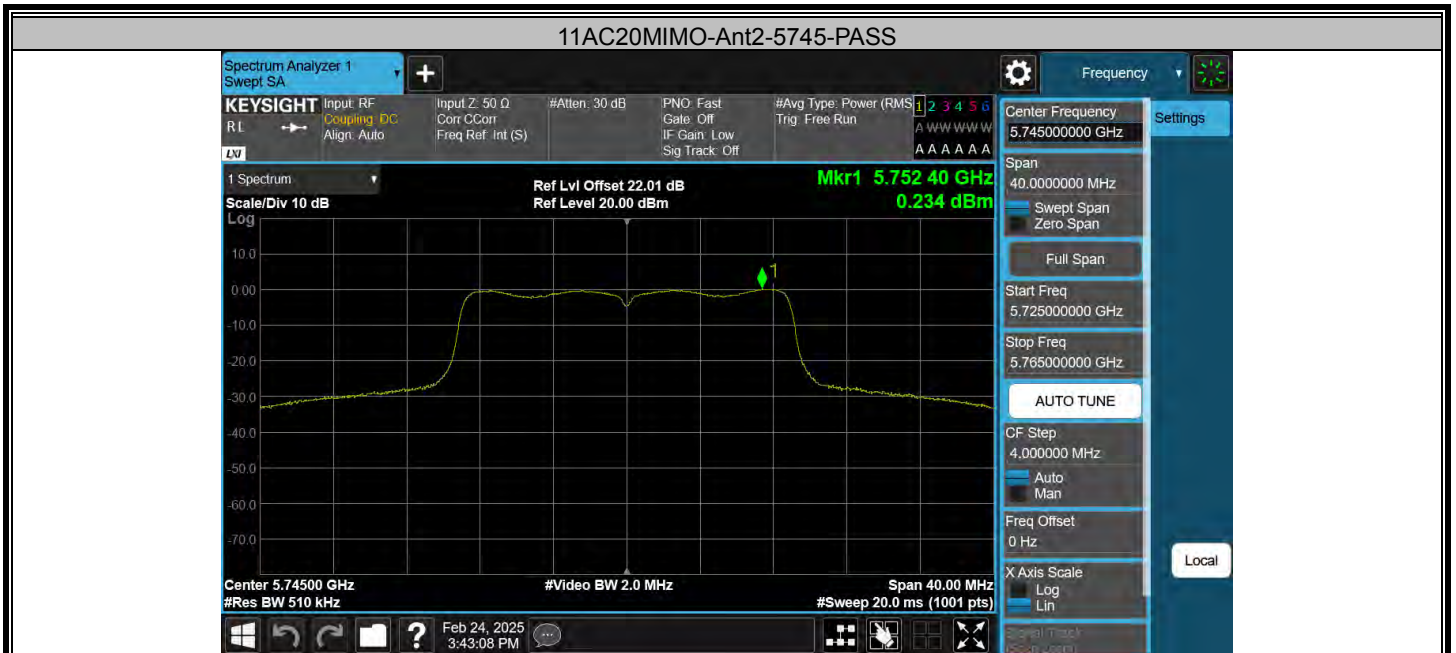 11AC20MIMO-Ant2-5745-PASS
Spectrum Analyzer 1
Swept SA
Frequency
KEYSIGHT
RL
LXI
Input: RF
Coupling: DC
Align: Auto
Input Z: 50 Ω
Corr CCorr
Freq Ref: Int (S)
#Atten: 30 dB
PNO: Fast
Gate: Off
IF Gain: Low
Sig Track: Off
#Avg Type: Power (RMS
Trig: Free Run
1 2 3 4 5 6
A W W W W W
A A A A A A
1 Spectrum
Scale/Div 10 dB
Log
Ref Lvl Offset 22.01 dB
Ref Level 20.00 dBm
Mkr1 5.752 40 GHz
0.234 dBm
1
10.0
0.00
-10.0
-20.0
-30.0
-40.0
-50.0
-60.0
-70.0
Center 5.74500 GHz
#Res BW 510 kHz
#Video BW 2.0 MHz
Span 40.00 MHz
#Sweep 20.0 ms (1001 pts)
Center Frequency
5.745000000 GHz
Settings
Span
40.0000000 MHz
Swept Span
Zero Span
Full Span
Start Freq
5.725000000 GHz
Stop Freq
5.765000000 GHz
AUTO TUNE
CF Step
4.000000 MHz
Auto
Man
Freq Offset
0 Hz
Local
X Axis Scale
Log
Lin
Signal Track
Feb 24, 2025
3:43:08 PM